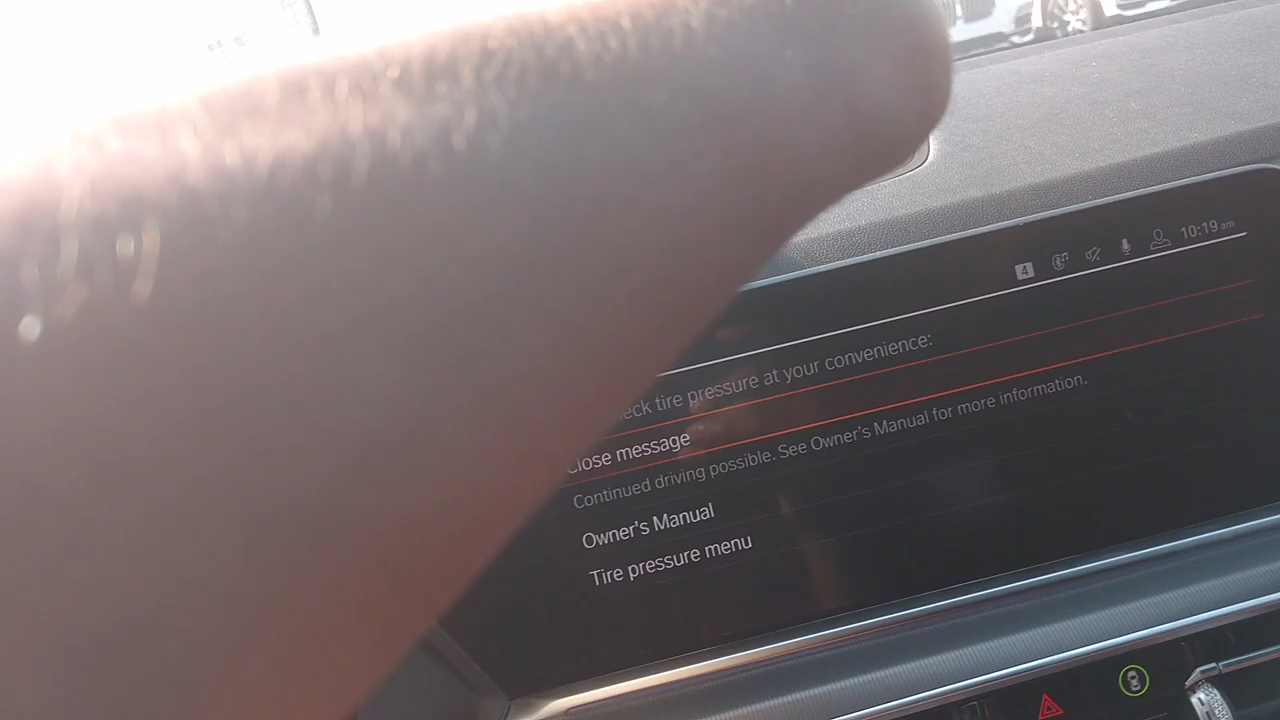 4
10:19 am
eck tire pressure at your convenience:
Close message
Continued driving possible. See Owner's Manual for more information.
Owner's Manual
Tire pressure menu